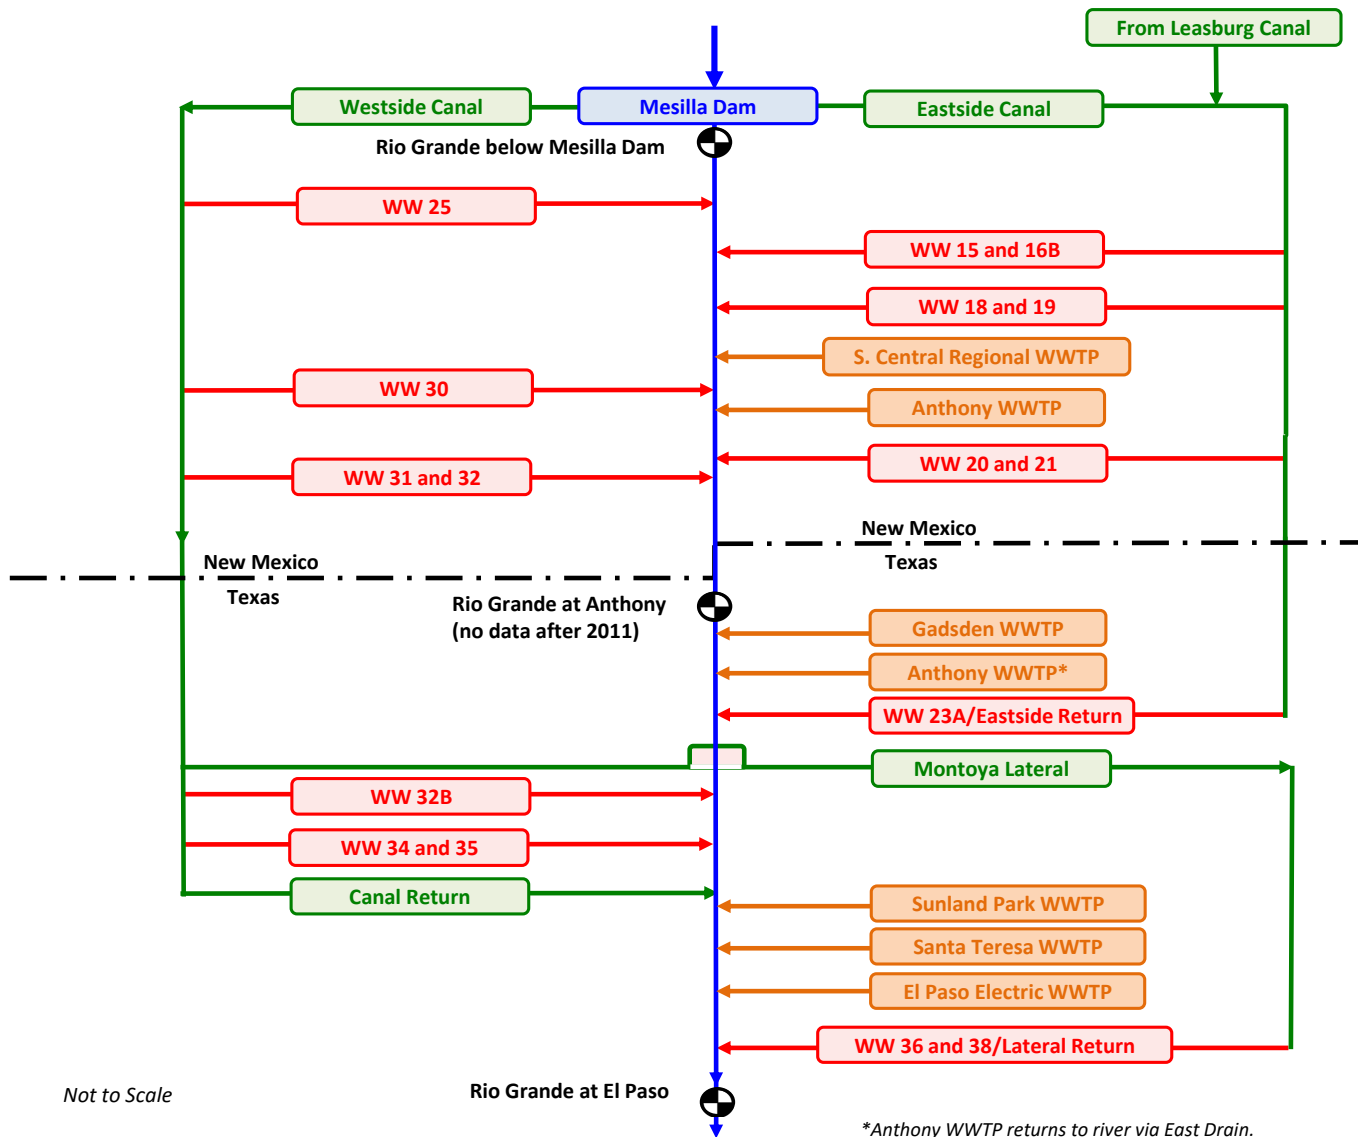 From Leasburg Canal
Westside Canal
Mesilla Dam
Eastside Canal
Rio Grande below Mesilla Dam
WW 25
WW 15 and 16B
WW 18 and 19
S. Central Regional WWTP
WW 30
Anthony WWTP
WW 20 and 21
WW 31 and 32
New Mexico
Texas
New Mexico
Texas
Rio Grande at Anthony
(no data after 2011)
Gadsden WWTP
Anthony WWTP*
WW 23A/Eastside Return
Montoya Lateral
WW 32B
WW 34 and 35
Canal Return
Sunland Park WWTP
Santa Teresa WWTP
El Paso Electric WWTP
WW 36 and 38/Lateral Return
Rio Grande at El Paso
Not to Scale
*Anthony WWTP returns to river via East Drain.